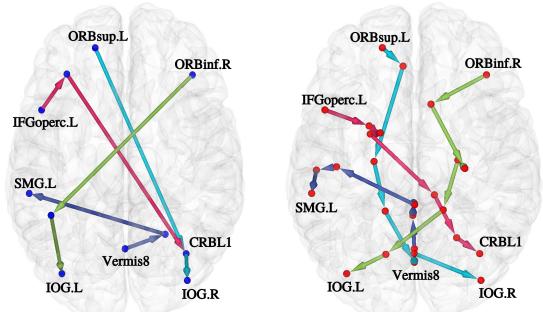 ORBsup.L
ORBinf.R
IFGoperc.L
SMG.L
Vermis8
CRBL1
IOG.L
IOG.R
ORBsup.L
ORBinf.R
IFGoperc.L
SMG.L
CRBL1
Vermis8
IOG.L
IOG.R